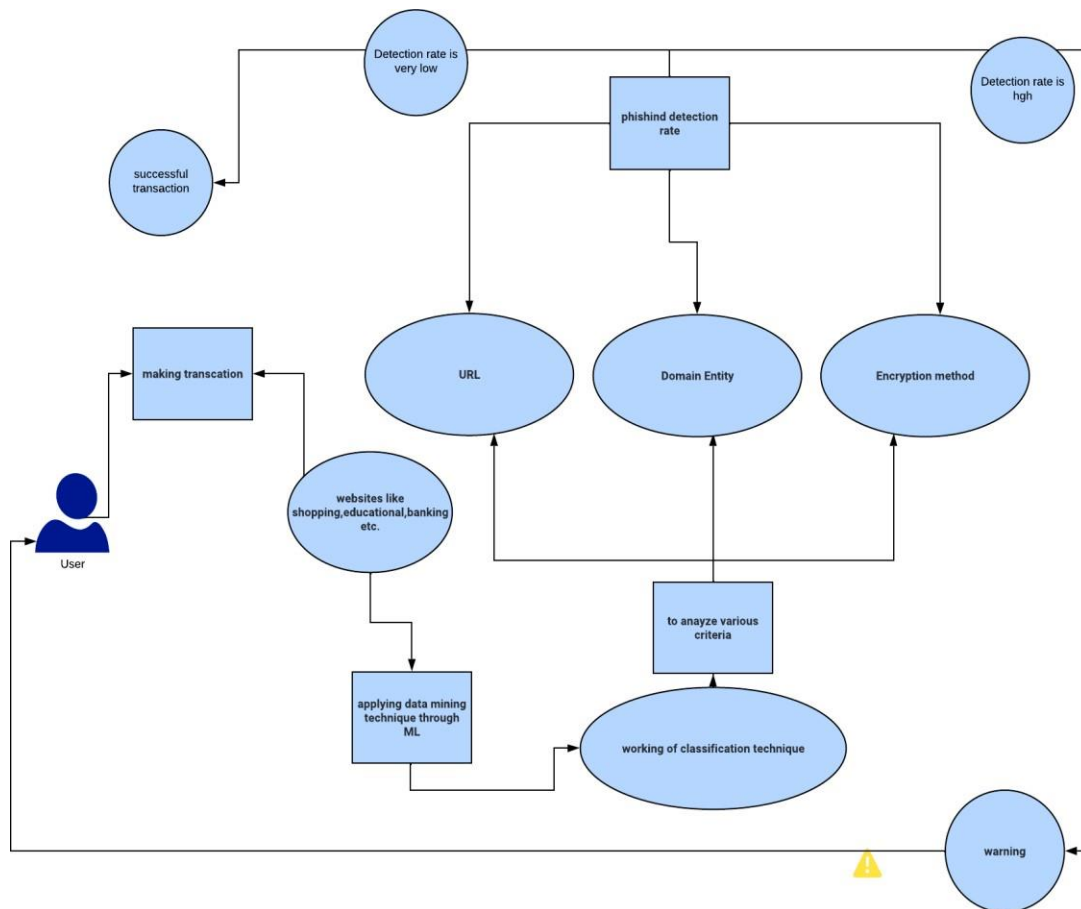 Detection rate is
very low
Detection rate is
hgh
phishind detection
rate
successful
transaction
making transcation
URL
Domain Entity
Encryption method
websites like
shopping,educational,banking
etc.
User
to anayze various
criteria
applying data mining
technique through
ML
working of classification technique
warning